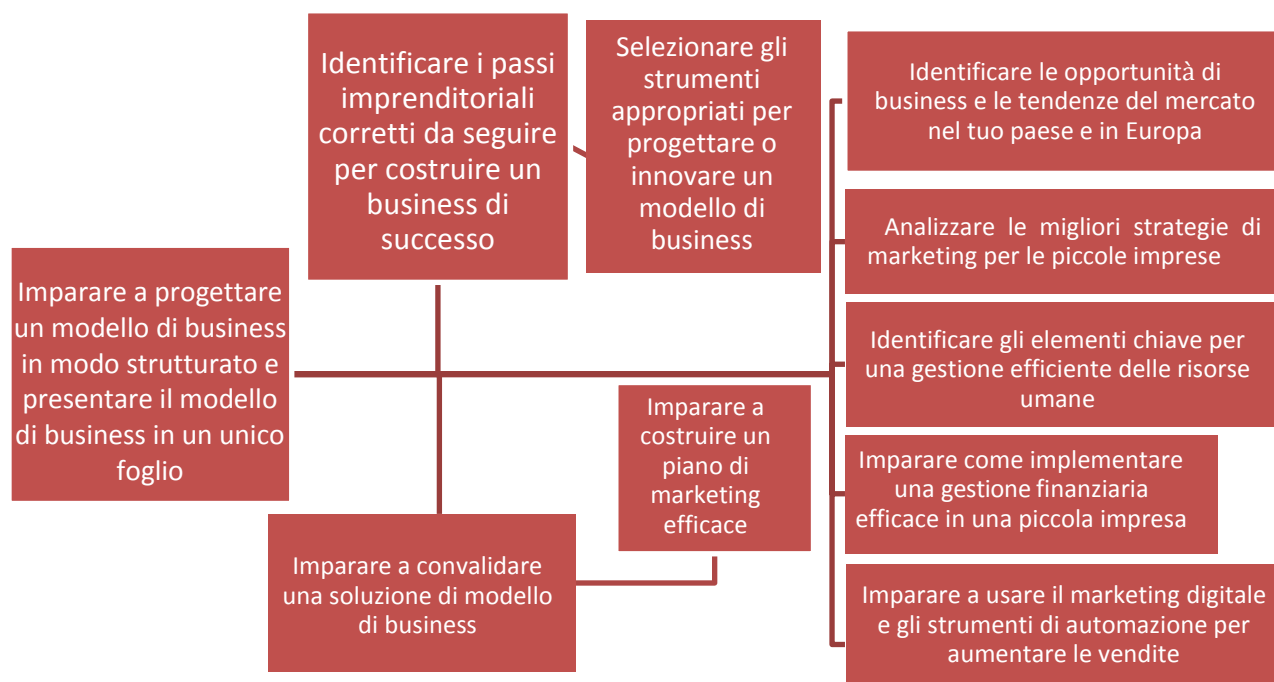 Imparare a progettare
un modello di business
in modo strutturato e
presentare il modello
di business in un unico
foglio
Identificare i passi
imprenditoriali
corretti da seguire
per costruire un
business di
successo
Selezionare gli
strumenti
appropriati per
progettare o
innovare un
modello di
business
Imparare a convalidare
una soluzione di modello
di business
Imparare a
costruire un
piano di
marketing
efficace
Identificare le opportunità di
business e le tendenze del mercato
nel tuo paese e in Europa
Analizzare le migliori strategie di
marketing per le piccole imprese
Identificare gli elementi chiave per
una gestione efficiente delle risorse
umane
Imparare come implementare
una gestione finanziaria
efficace in una piccola impresa
Imparare a usare il marketing digitale
e gli strumenti di automazione per
aumentare le vendite